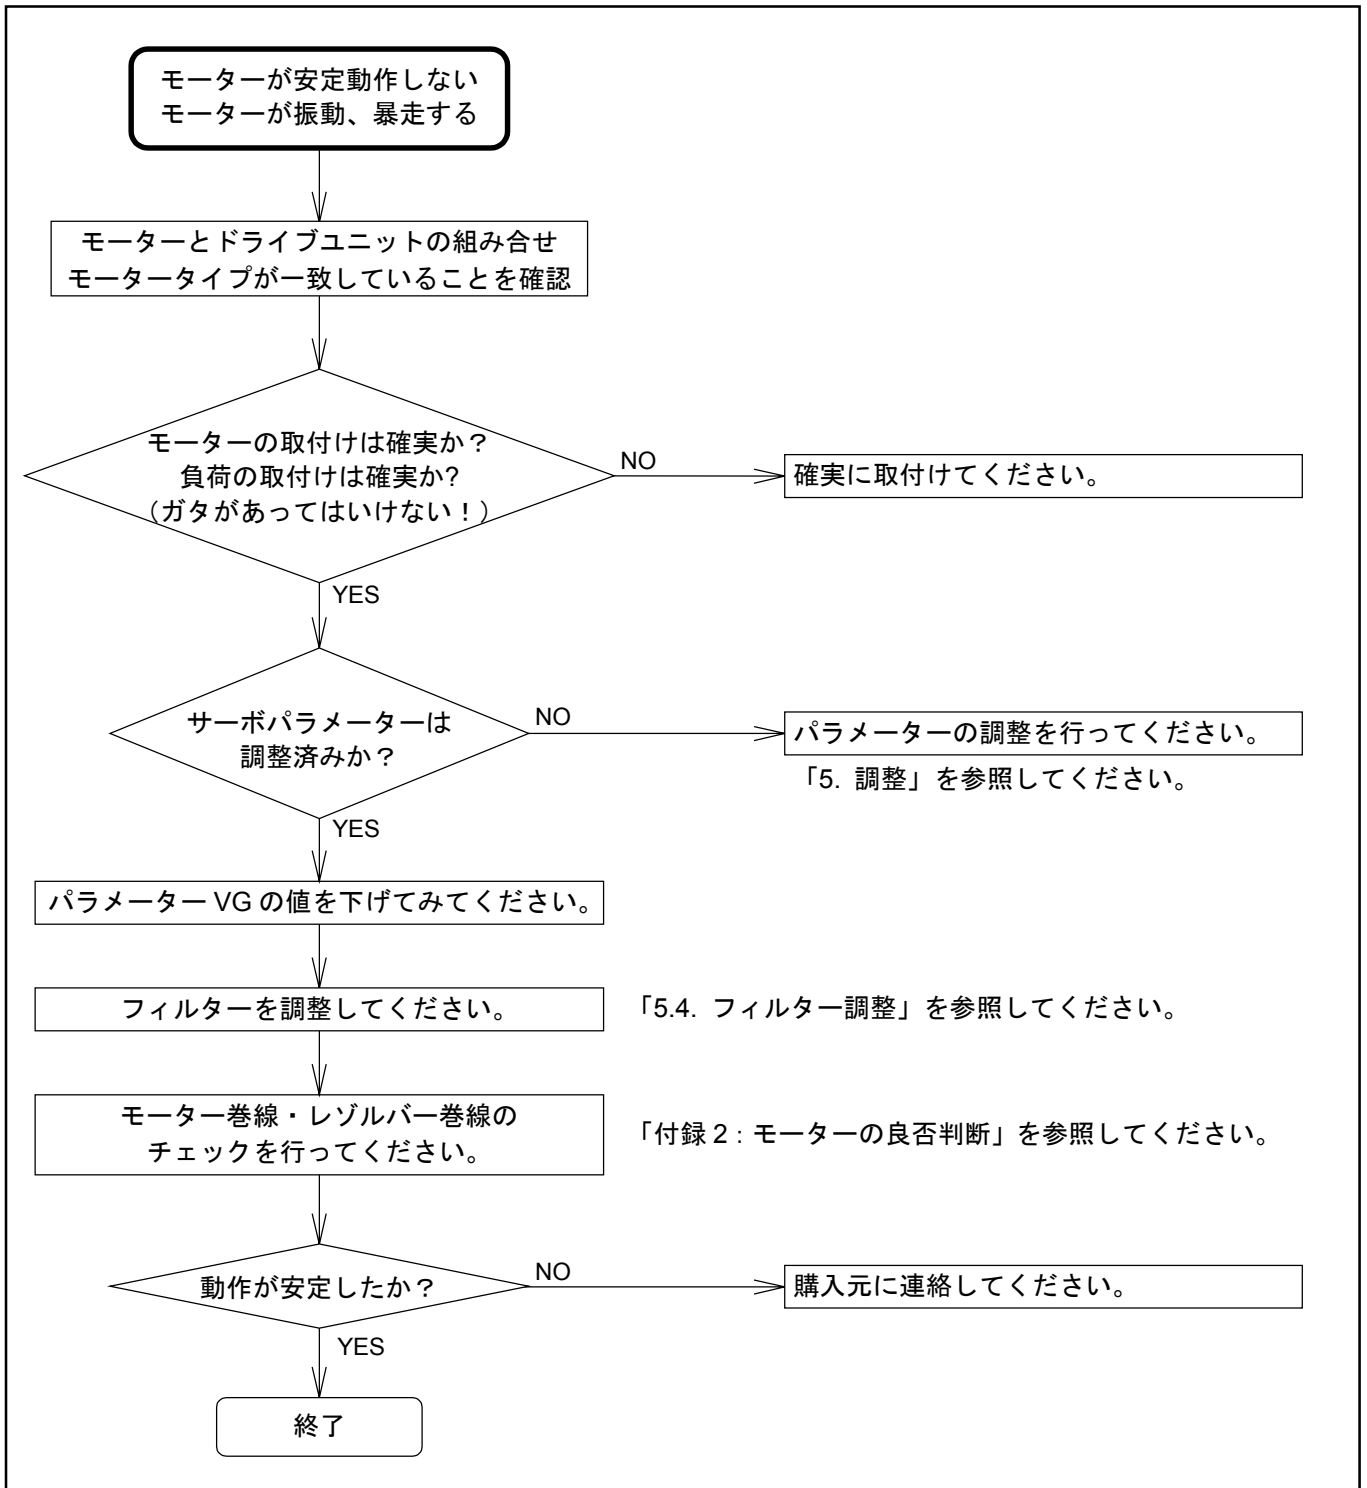 モーターが安定動作しない
モーターが振動、暴走する
モーターとドライブユニットの組み合せ
モータータイプが一致していることを確認
モーターの取付けは確実か？
負荷の取付けは確実か?
（ガタがあってはいけない！）
NO
確実に取付けてください。
YES
サーボパラメーターは
調整済みか？
NO
パラメーターの調整を行ってください。
「5. 調整」を参照してください。
YES
パラメーター VG の値を下げてみてください。
フィルターを調整してください。
「5.4. フィルター調整」を参照してください。
モーター巻線・レゾルバー巻線の
チェックを行ってください。
「付録 2：モーターの良否判断」を参照してください。
動作が安定したか？
NO
購入元に連絡してください。
YES
終了